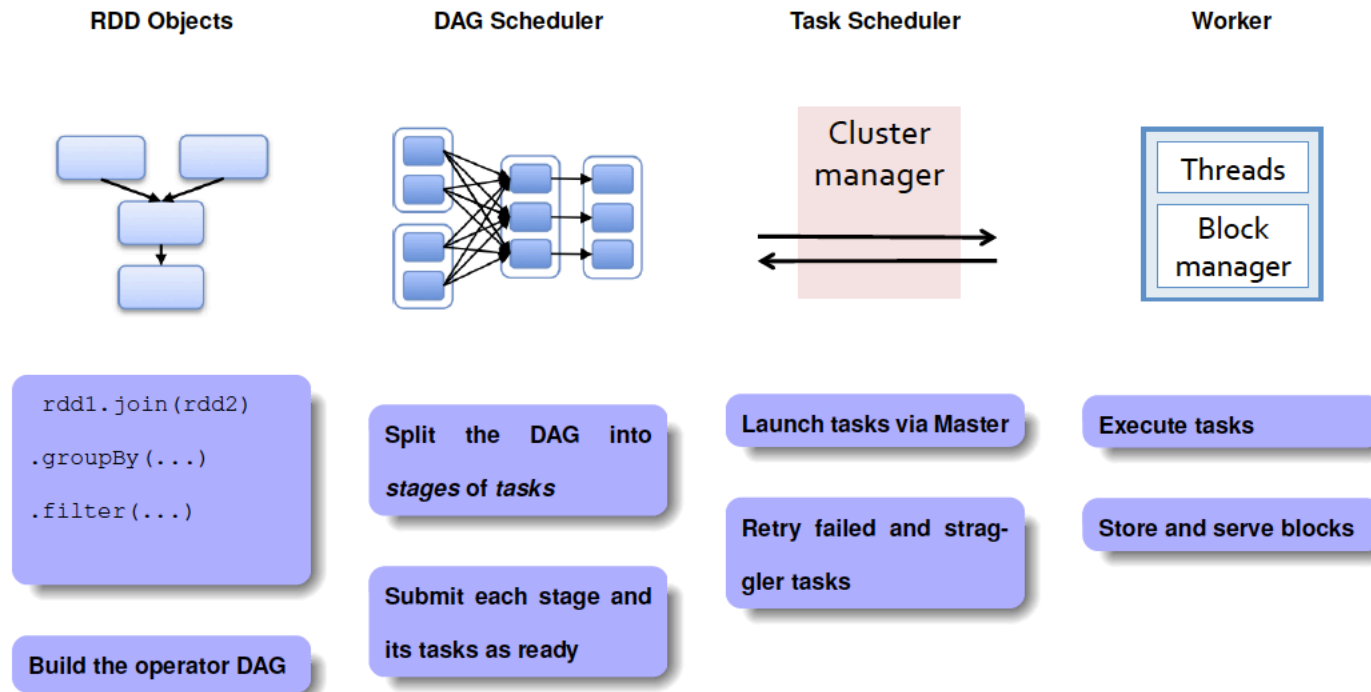 RDD Objects
DAG Scheduler
Task Scheduler
Worker
Cluster
manager
Threads
Block
manager
rdd1.join(rdd2)
.groupBy(...)
.filter(...)
Build the operator DAG
Split the DAG into
stages of tasks
Submit each stage and
its tasks as ready
Launch tasks via Master
Retry failed and strag-
gler tasks
Execute tasks
Store and serve blocks